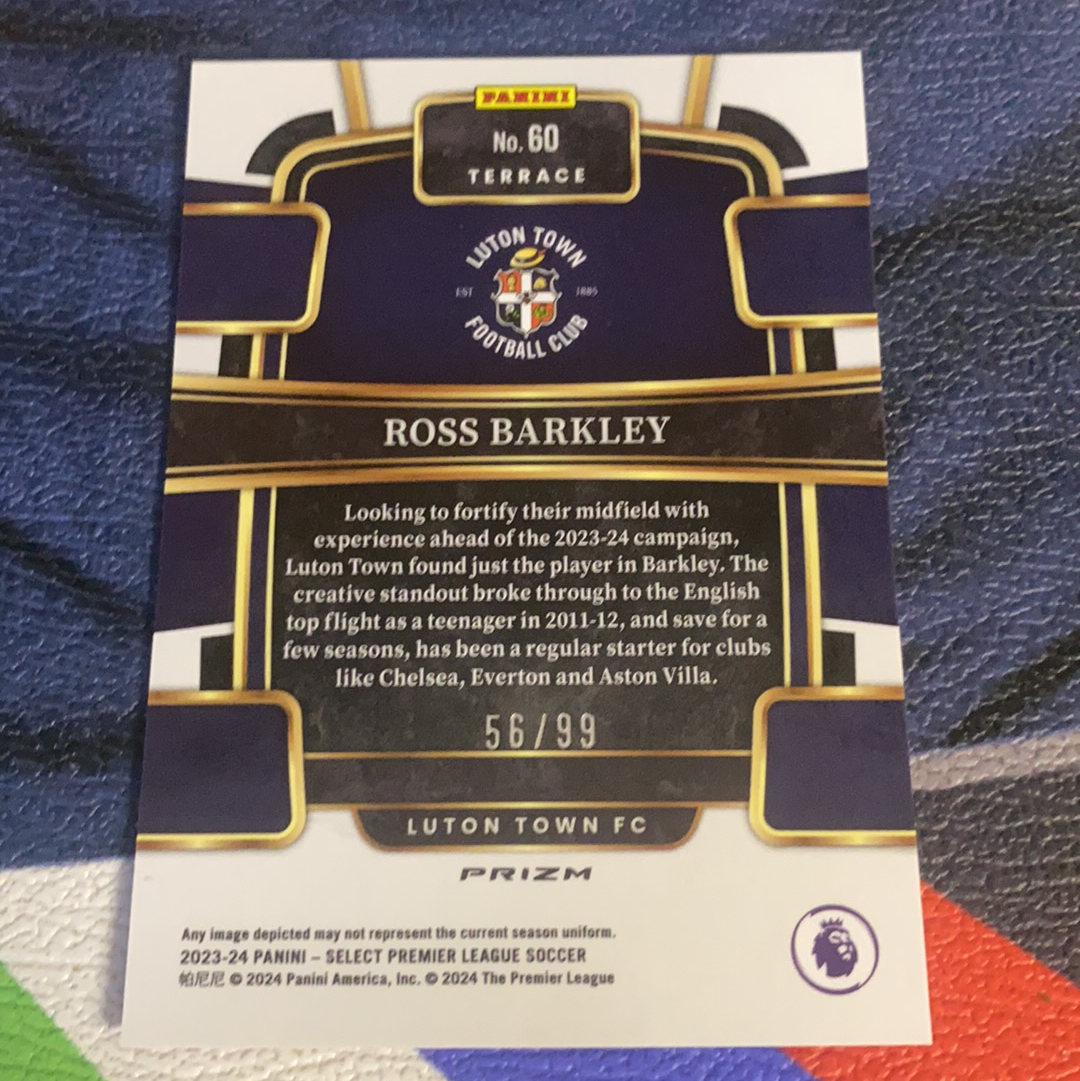 PANINI
No. 60
TERRACE
LUTON TOWN
EST 1885
FOOTBALL CLUB
ROSS BARKLEY
Looking to fortify their midfield with
experience ahead of the 2023-24 campaign,
Luton Town found just the player in Barkley. The
creative standout broke through to the English
top flight as a teenager in 2011-12, and save for a
few seasons, has been a regular starter for clubs
like Chelsea, Everton and Aston Villa.
56/99
LUTON TOWN FC
PRIZM
Any image depicted may not represent the current season uniform.
2023-24 PANINI – SELECT PREMIER LEAGUE SOCCER
帕尼尼 © 2024 Panini America, Inc. © 2024 The Premier League